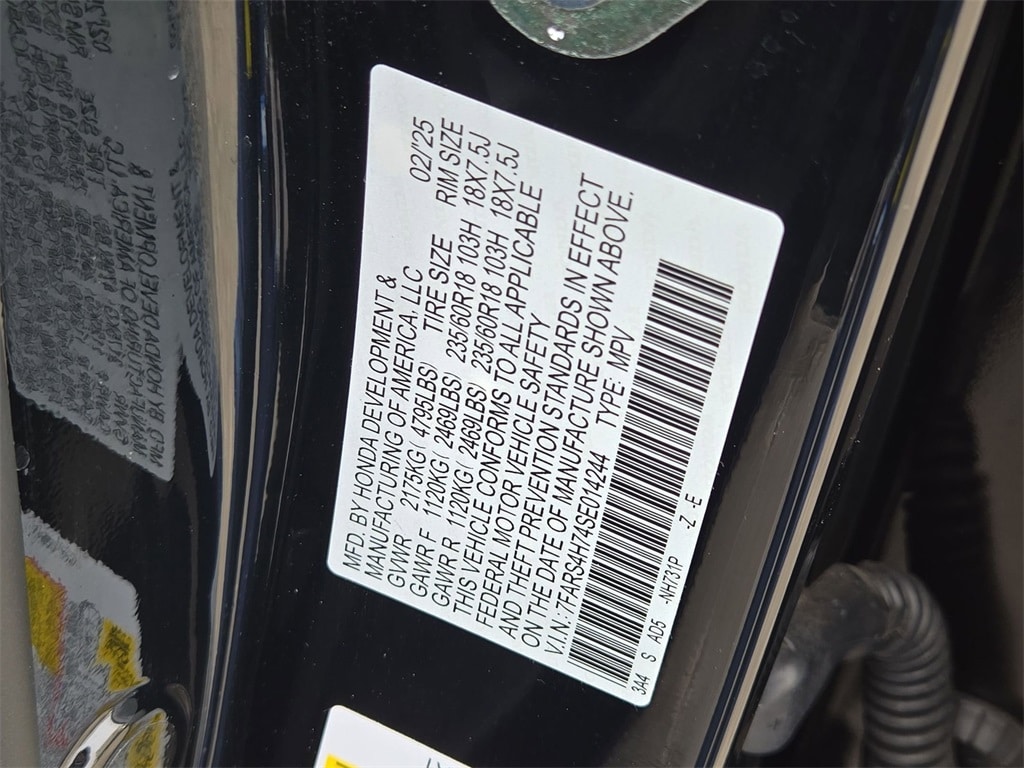 MFD. BY HONDA DEVELOPMENT &
MANUFACTURING OF AMERICA, LLC 02/'25
GVWR 2175KG ( 4795LBS) TIRE SIZE RIM SIZE
GAWR F 1120KG ( 2469LBS) 235/60R18 103H 18X7.5J
GAWR R 1120KG ( 2469LBS) 235/60R18 103H 18X7.5J
THIS VEHICLE CONFORMS TO ALL APPLICABLE
FEDERAL MOTOR VEHICLE SAFETY
AND THEFT PREVENTION STANDARDS IN EFFECT
ON THE DATE OF MANUFACTURE SHOWN ABOVE.
V.I.N.:7FARS4H74SE014244 TYPE: MPV
3A4 S AD5 -NH731P -Z -E